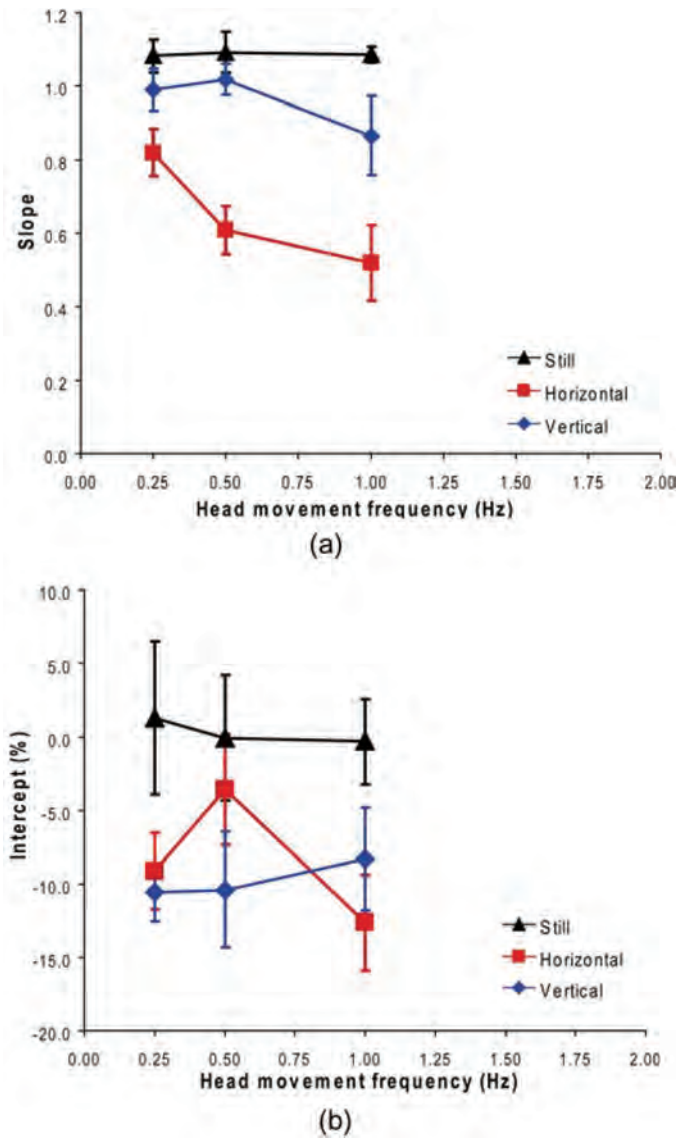 1.2
1.0
0.8
0.6
0.4
0.2
0.0
Slope
Still
Horizontal
Vertical
0.00 0.25 0.50 0.75 1.00 1.25 1.50 1.75 2.00
Head movement frequency (Hz)
(a)
10.0
5.0
0.0
-5.0
-10.0
-15.0
-20.0
Intercept (%)
Still
Horizontal
Vertical
0.00 0.25 0.50 0.75 1.00 1.25 1.50 1.75 2.00
Head movement frequency (Hz)
(b)